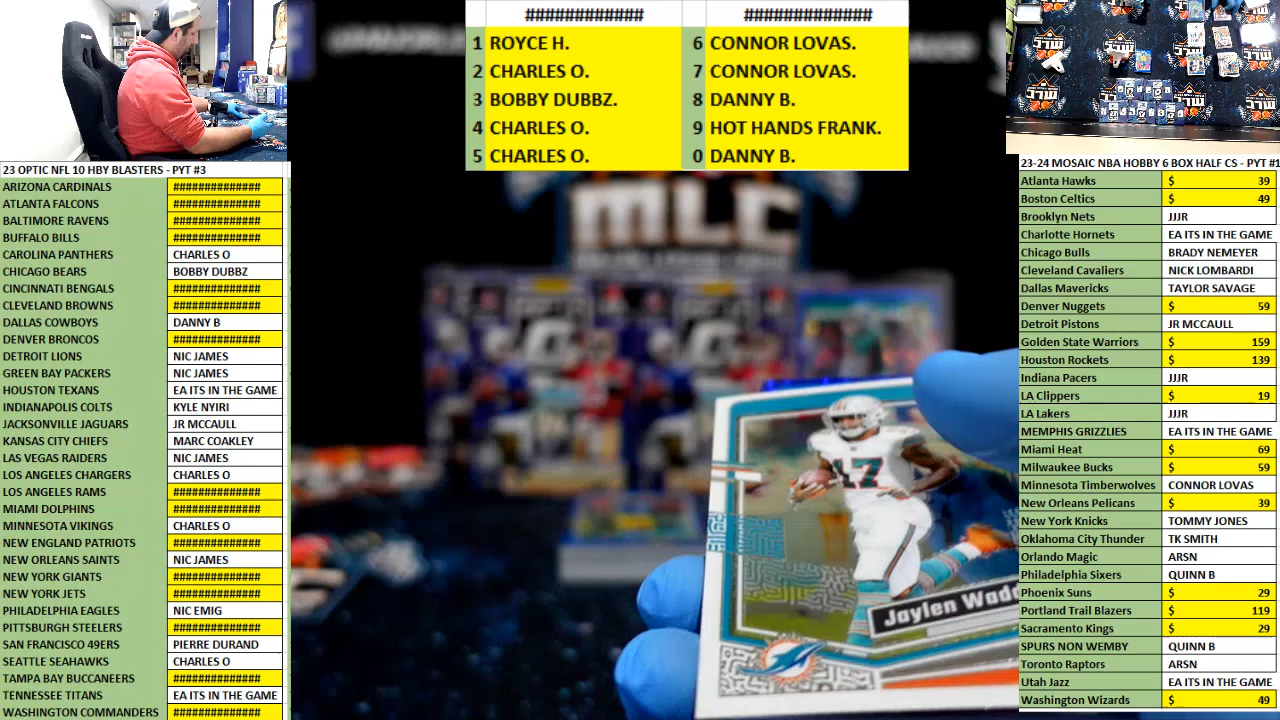 ############ #############
1 ROYCE H. 6 CONNOR LOVAS.
2 CHARLES O. 7 CONNOR LOVAS.
3 BOBBY DUBBZ. 8 DANNY B.
4 CHARLES O. 9 HOT HANDS FRANK.
5 CHARLES O. 0 DANNY B.
23 OPTIC NFL 10 HBY BLASTERS - PYT #3
ARIZONA CARDINALS ##############
ATLANTA FALCONS ##############
BALTIMORE RAVENS ##############
BUFFALO BILLS ##############
CAROLINA PANTHERS CHARLES O
CHICAGO BEARS BOBBY DUBBZ
CINCINNATI BENGALS ##############
CLEVELAND BROWNS ##############
DALLAS COWBOYS DANNY B
DENVER BRONCOS ##############
DETROIT LIONS NIC JAMES
GREEN BAY PACKERS NIC JAMES
HOUSTON TEXANS EA ITS IN THE GAME
INDIANAPOLIS COLTS KYLE NYIRI
JACKSONVILLE JAGUARS JR MCCAULL
KANSAS CITY CHIEFS MARC COAKLEY
LAS VEGAS RAIDERS NIC JAMES
LOS ANGELES CHARGERS CHARLES O
LOS ANGELES RAMS ##############
MIAMI DOLPHINS ##############
MINNESOTA VIKINGS CHARLES O
NEW ENGLAND PATRIOTS ##############
NEW ORLEANS SAINTS NIC JAMES
NEW YORK GIANTS ##############
NEW YORK JETS ##############
PHILADELPHIA EAGLES NIC EMIG
PITTSBURGH STEELERS ##############
SAN FRANCISCO 49ERS PIERRE DURAND
SEATTLE SEAHAWKS CHARLES O
TAMPA BAY BUCCANEERS ##############
TENNESSEE TITANS EA ITS IN THE GAME
WASHINGTON COMMANDERS ##############
MLC
17
Jaylen Wadd
23-24 MOSAIC NBA HOBBY 6 BOX HALF CS - PYT #1
Atlanta Hawks $ 39
Boston Celtics $ 49
Brooklyn Nets JJJR
Charlotte Hornets EA ITS IN THE GAME
Chicago Bulls BRADY NEMEYER
Cleveland Cavaliers NICK LOMBARDI
Dallas Mavericks TAYLOR SAVAGE
Denver Nuggets $ 59
Detroit Pistons JR MCCAULL
Golden State Warriors $ 159
Houston Rockets $ 139
Indiana Pacers JJJR
LA Clippers $ 19
LA Lakers JJJR
MEMPHIS GRIZZLIES EA ITS IN THE GAME
Miami Heat $ 69
Milwaukee Bucks $ 59
Minnesota Timberwolves CONNOR LOVAS
New Orleans Pelicans $ 39
New York Knicks TOMMY JONES
Oklahoma City Thunder TK SMITH
Orlando Magic ARSN
Philadelphia Sixers QUINN B
Phoenix Suns $ 29
Portland Trail Blazers $ 119
Sacramento Kings $ 29
SPURS NON WEMBY QUINN B
Toronto Raptors ARSN
Utah Jazz EA ITS IN THE GAME
Washington Wizards $ 49